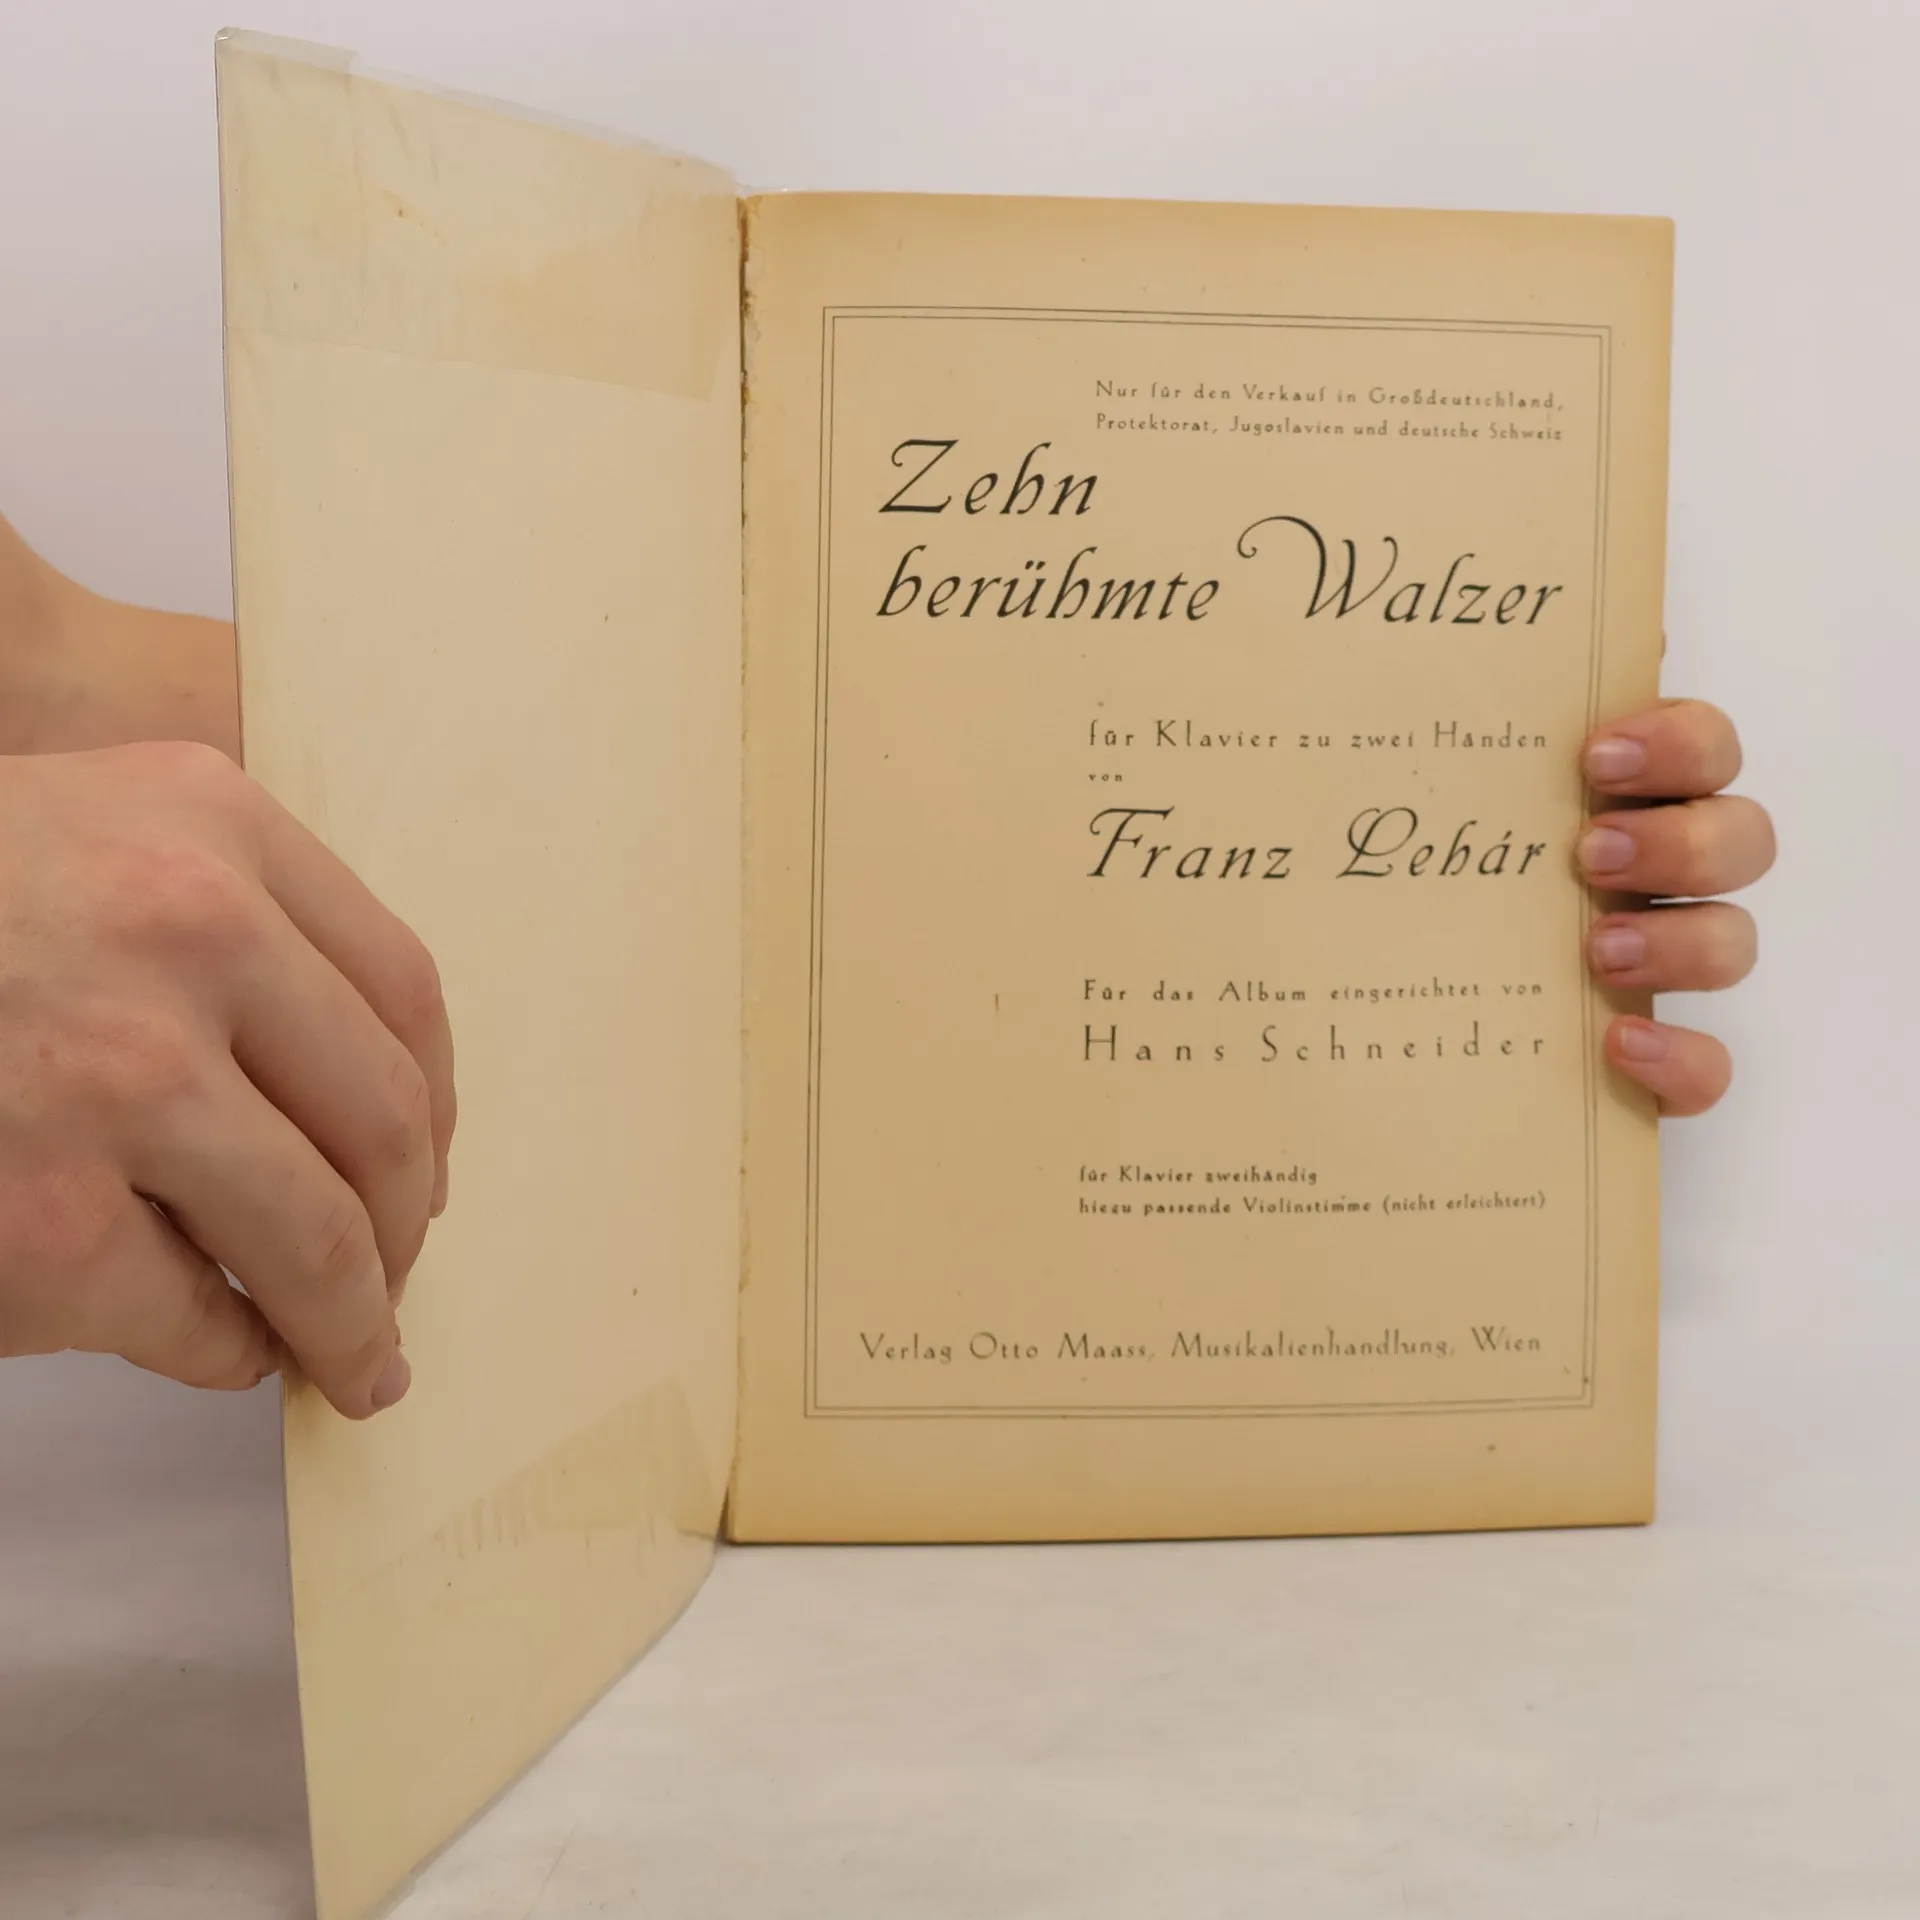 Nur für den Verkauf in Großdeutschland,
Protektorat, Jugoslavien und deutsche Schweiz
Zehn
berühmte Walzer
für Klavier zu zwei Händen
von
Franz Lehár
Für das Album eingerichtet von
Hans Schneider
für Klavier zweihändig
hiezu passende Violinstimme (nicht erleichtert)
Verlag Otto Maass, Musikalienhandlung, Wien